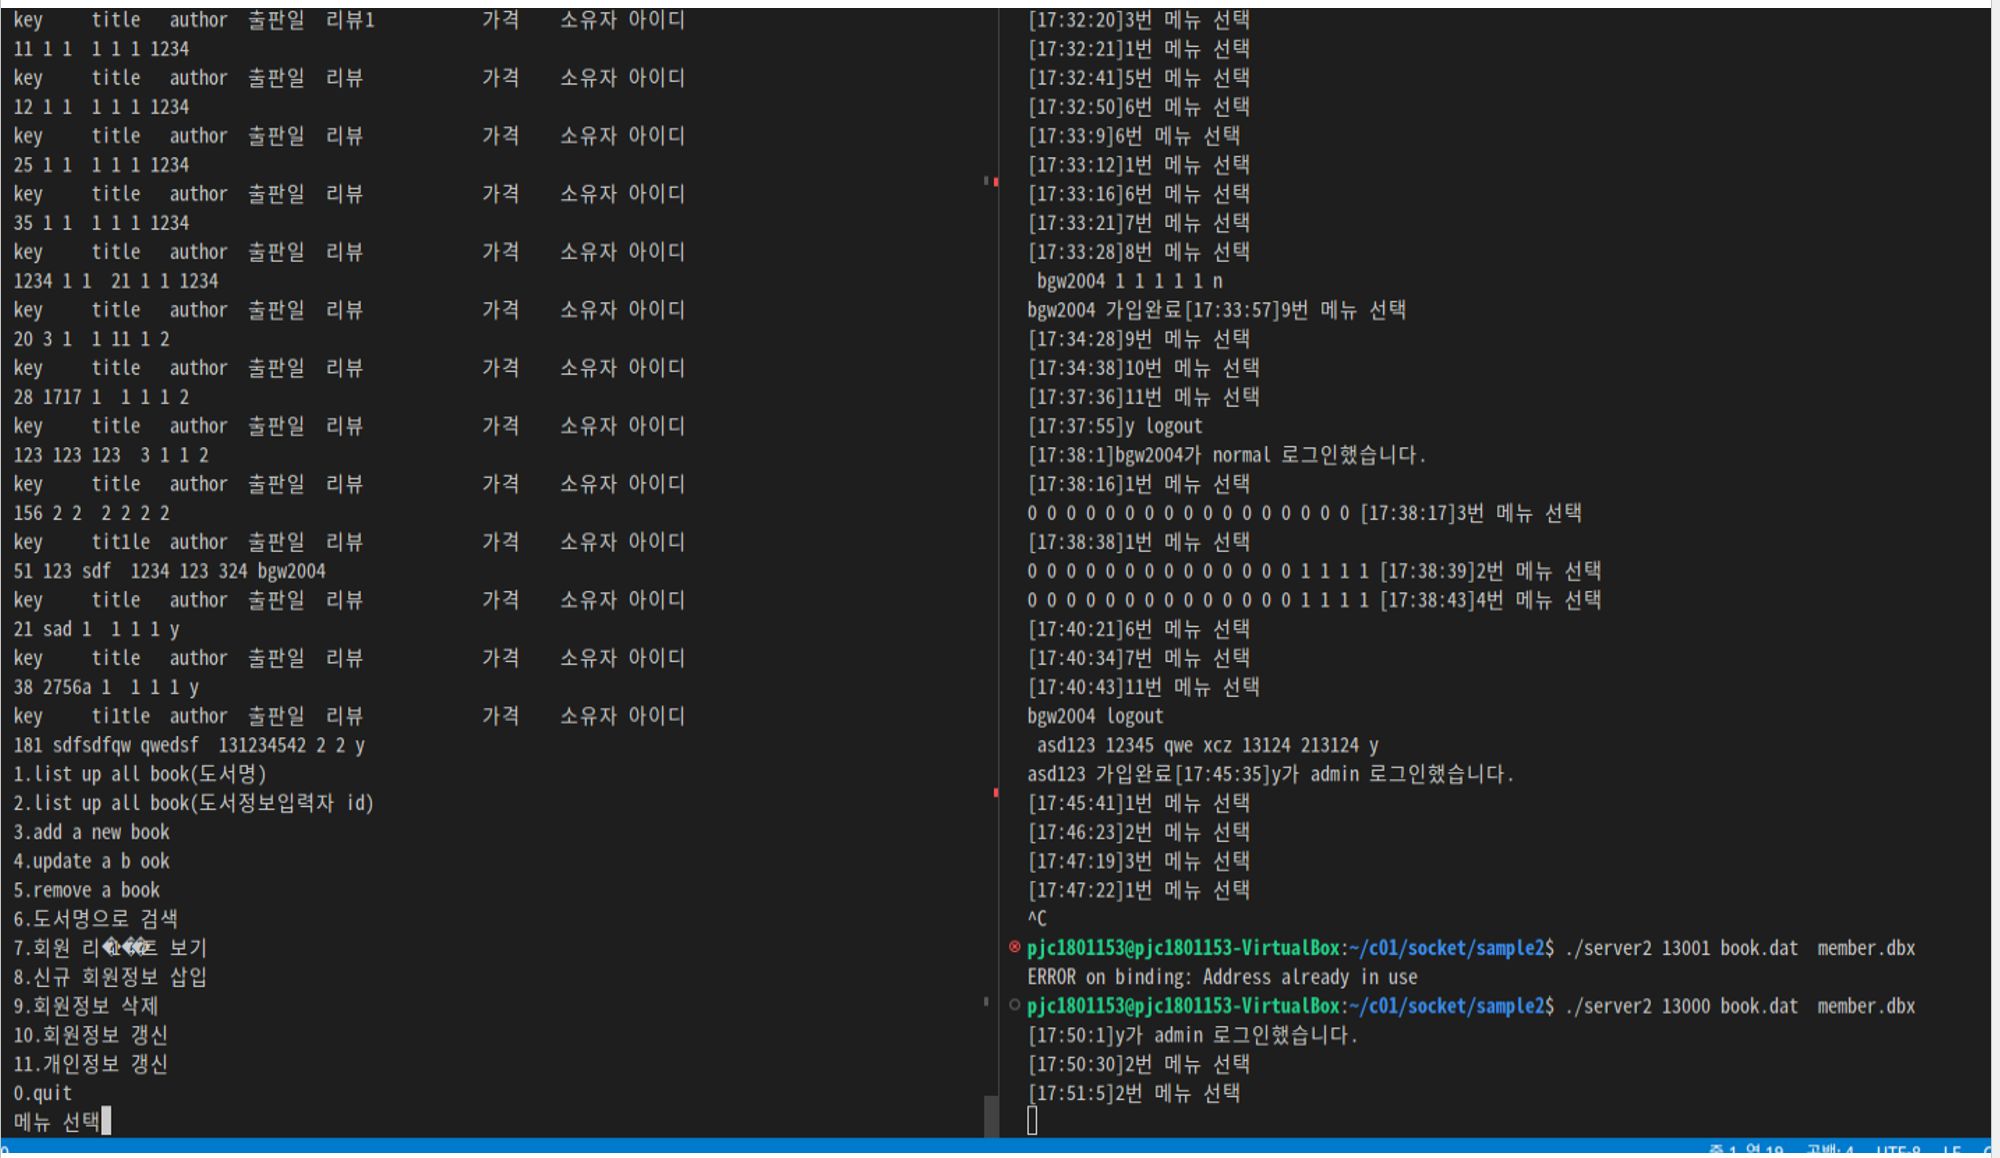 key title author 출판일 리뷰1 가격 소유자 아이디
11 1 1 1 1 1 1234
key title author 출판일 리뷰 가격 소유자 아이디
12 1 1 1 1 1 1234
key title author 출판일 리뷰 가격 소유자 아이디
25 1 1 1 1 1 1234
key title author 출판일 리뷰 가격 소유자 아이디
35 1 1 1 1 1 1234
key title author 출판일 리뷰 가격 소유자 아이디
1234 1 1 21 1 1 1234
key title author 출판일 리뷰 가격 소유자 아이디
20 3 1 1 11 1 2
key title author 출판일 리뷰 가격 소유자 아이디
28 1717 1 1 1 1 2
key title author 출판일 리뷰 가격 소유자 아이디
123 123 123 3 1 1 2
key title author 출판일 리뷰 가격 소유자 아이디
156 2 2 2 2 2 2
key tit1le author 출판일 리뷰 가격 소유자 아이디
51 123 sdf 1234 123 324 bgw2004
key title author 출판일 리뷰 가격 소유자 아이디
21 sad 1 1 1 1 y
key title author 출판일 리뷰 가격 소유자 아이디
38 2756a 1 1 1 1 y
key ti1tle author 출판일 리뷰 가격 소유자 아이디
181 sdfsdfqw qwedsf 131234542 2 2 y
1.list up all book(도서명)
2.list up all book(도서정보입력자 id)
3.add a new book
4.update a b ook
5.remove a book
6.도서명으로 검색
7.회원 리 보기
8.신규 회원정보 삽입
9.회원정보 삭제
10.회원정보 갱신
11.개인정보 갱신
0.quit
메뉴 선택
[17:32:20]3번 메뉴 선택
[17:32:21]1번 메뉴 선택
[17:32:41]5번 메뉴 선택
[17:32:50]6번 메뉴 선택
[17:33:9]6번 메뉴 선택
[17:33:12]1번 메뉴 선택
[17:33:16]6번 메뉴 선택
[17:33:21]7번 메뉴 선택
[17:33:28]8번 메뉴 선택
bgw2004 1 1 1 1 1 n
bgw2004 가입완료[17:33:57]9번 메뉴 선택
[17:34:28]9번 메뉴 선택
[17:34:38]10번 메뉴 선택
[17:37:36]11번 메뉴 선택
[17:37:55]y logout
[17:38:1]bgw2004가 normal 로그인했습니다.
[17:38:16]1번 메뉴 선택
0 0 0 0 0 0 0 0 0 0 0 0 0 0 0 0 0 [17:38:17]3번 메뉴 선택
[17:38:38]1번 메뉴 선택
0 0 0 0 0 0 0 0 0 0 0 0 0 0 1 1 1 1 [17:38:39]2번 메뉴 선택
0 0 0 0 0 0 0 0 0 0 0 0 0 0 1 1 1 1 [17:38:43]4번 메뉴 선택
[17:40:21]6번 메뉴 선택
[17:40:34]7번 메뉴 선택
[17:40:43]11번 메뉴 선택
bgw2004 logout
asd123 12345 qwe xcz 13124 213124 y
asd123 가입완료[17:45:35]y가 admin 로그인했습니다.
[17:45:41]1번 메뉴 선택
[17:46:23]2번 메뉴 선택
[17:47:19]3번 메뉴 선택
[17:47:22]1번 메뉴 선택
^C
pjc1801153@pjc1801153-VirtualBox:~/c01/socket/sample2$ ./server2 13001 book.dat member.dbx
ERROR on binding: Address already in use
pjc1801153@pjc1801153-VirtualBox:~/c01/socket/sample2$ ./server2 13000 book.dat member.dbx
[17:50:1]y가 admin 로그인했습니다.
[17:50:30]2번 메뉴 선택
[17:51:5]2번 메뉴 선택
줄 1, 열 19 공백: 4 UTF-8 LF